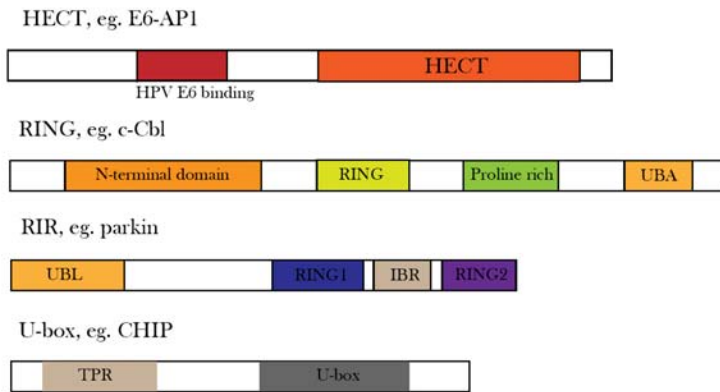 HECT, eg. E6-AP1
HECT
HPV E6 binding
RING, eg. c-Cbl
N-terminal domain RING Proline rich UBA
RIR, eg. parkin
UBL RING1 IBR RING2
U-box, eg. CHIP
TPR U-box